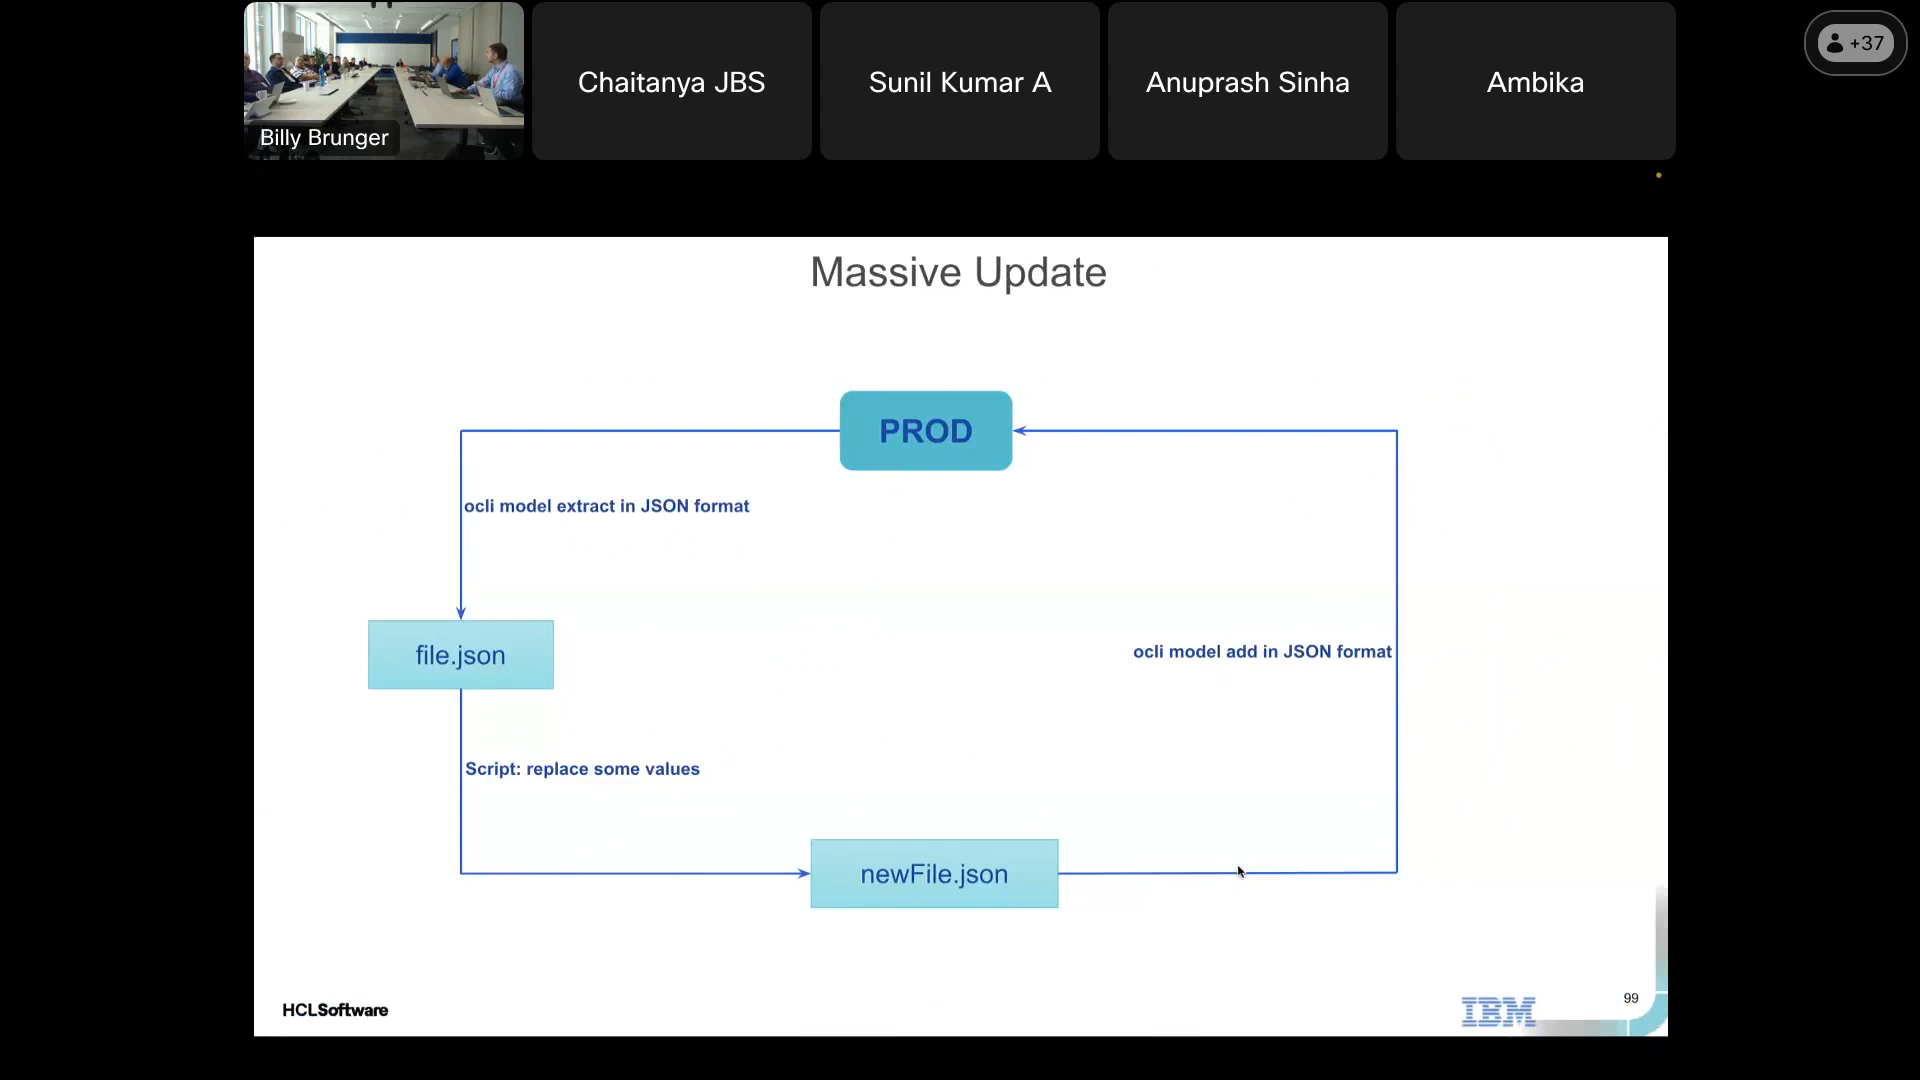 Billy Brunger
Chaitanya JBS
Sunil Kumar A
Anuprash Sinha
Ambika
+37
Massive Update
PROD
ocli model extract in JSON format
file.json
ocli model add in JSON format
Script: replace some values
newFile.json
HCLSoftware
IBM
99